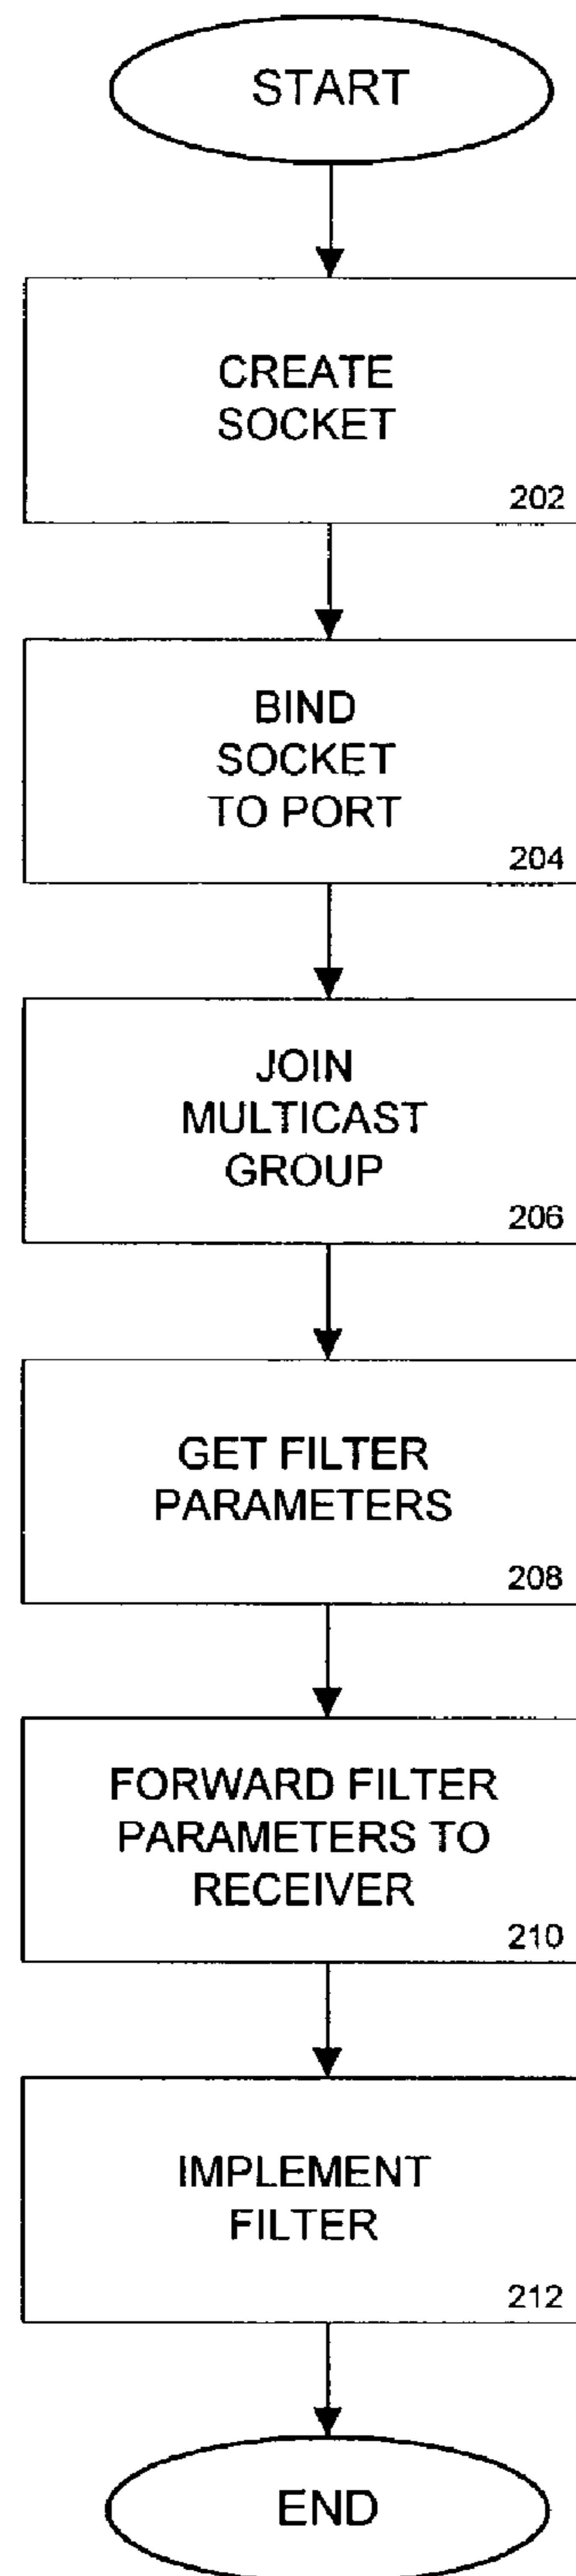 START
CREATE
SOCKET
202
BIND
SOCKET
TO PORT
204
JOIN
MULTICAST
GROUP
206
GET FILTER
PARAMETERS
208
FORWARD FILTER
PARAMETERS TO
RECEIVER
210
IMPLEMENT
FILTER
212
END